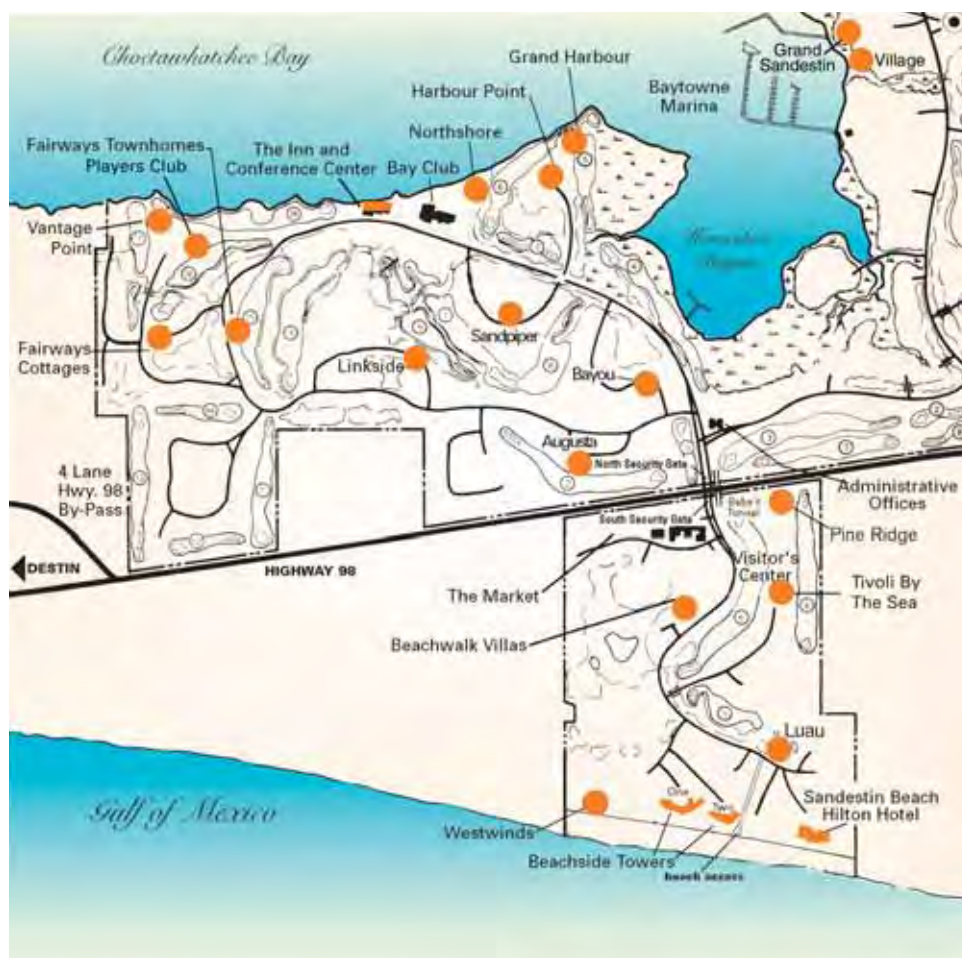 Choctawhatchee Bay
Grand Harbour
Grand
Sandestin
Village
Baytowne
Marina
Harbour Point
Northshore
Fairways Townhomes
Players Club
The Inn and
Conference Center
Bay Club
Vantage
Point
Fairways
Cottages
Sandpiper
Linkside
Bayou
Augusta
North Security Gate
4 Lane
Hwy. 98
By-Pass
Administrative
Offices
South Security Gate
Pine Ridge
DESTIN
HIGHWAY 98
Visitor's
Center
The Market
Tivoli By
The Sea
Beachwalk Villas
Luau
Gulf of Mexico
One
Two
Sandestin Beach
Hilton Hotel
Westwinds
Beachside Towers
beach access